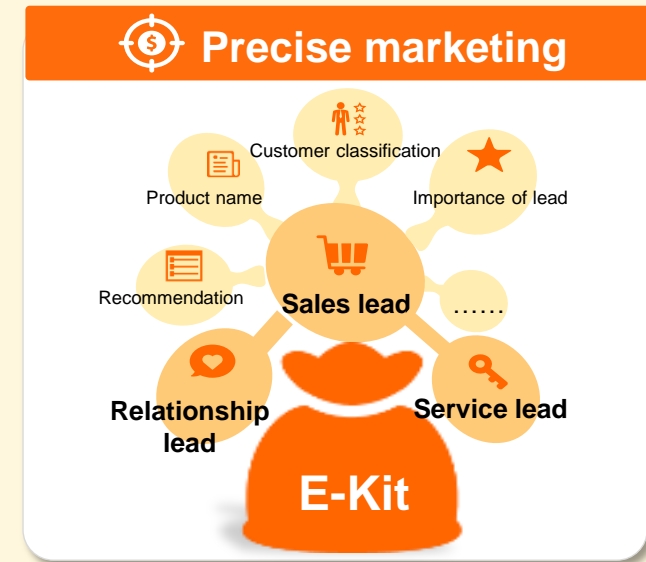 $ Precise marketing
Customer classification
Product name
Importance of lead
Recommendation
Sales lead
……
Relationship
lead
Service lead
E-Kit